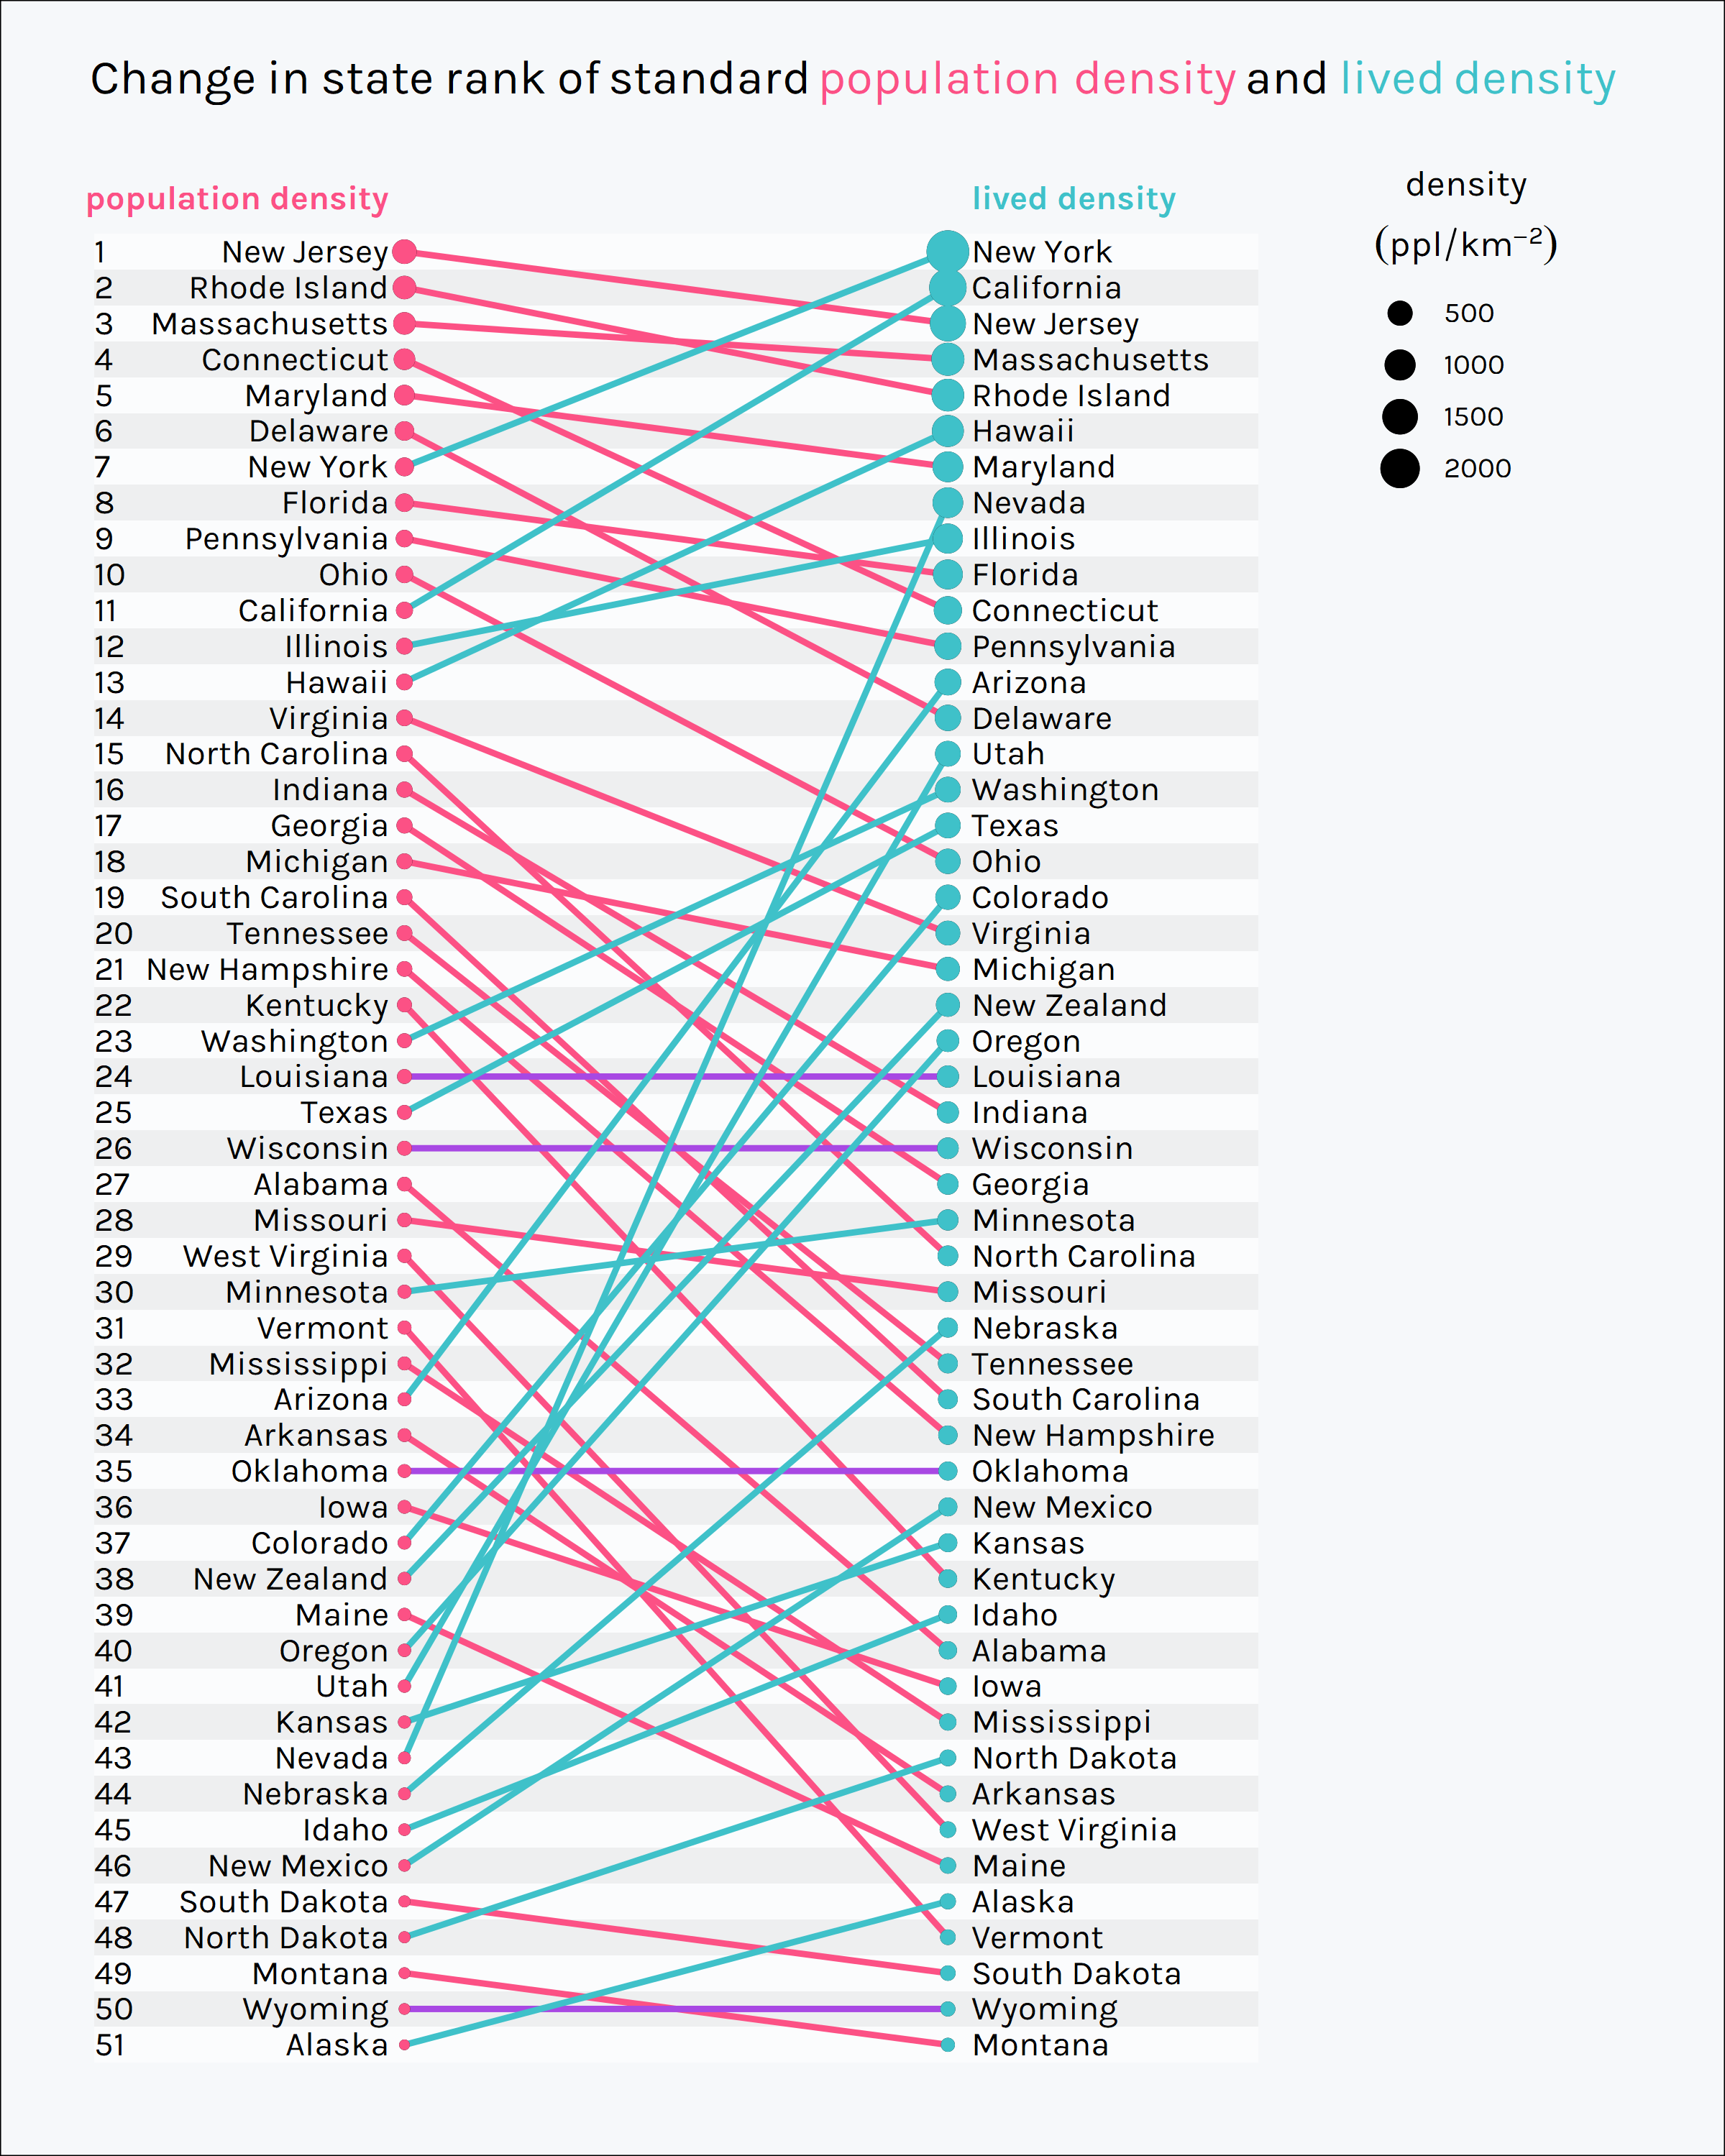 Change in state rank of standard population density and lived density
population density
lived density
density
(ppl/km⁻²)
500
1000
1500
2000
1 New Jersey New York
2 Rhode Island California
3 Massachusetts New Jersey
4 Connecticut Massachusetts
5 Maryland Rhode Island
6 Delaware Hawaii
7 New York Maryland
8 Florida Nevada
9 Pennsylvania Illinois
10 Ohio Florida
11 California Connecticut
12 Illinois Pennsylvania
13 Hawaii Arizona
14 Virginia Delaware
15 North Carolina Utah
16 Indiana Washington
17 Georgia Texas
18 Michigan Ohio
19 South Carolina Colorado
20 Tennessee Virginia
21 New Hampshire Michigan
22 Kentucky New Zealand
23 Washington Oregon
24 Louisiana Louisiana
25 Texas Indiana
26 Wisconsin Wisconsin
27 Alabama Georgia
28 Missouri Minnesota
29 West Virginia North Carolina
30 Minnesota Missouri
31 Vermont Nebraska
32 Mississippi Tennessee
33 Arizona South Carolina
34 Arkansas New Hampshire
35 Oklahoma Oklahoma
36 Iowa New Mexico
37 Colorado Kansas
38 New Zealand Kentucky
39 Maine Idaho
40 Oregon Alabama
41 Utah Iowa
42 Kansas Mississippi
43 Nevada North Dakota
44 Nebraska Arkansas
45 Idaho West Virginia
46 New Mexico Maine
47 South Dakota Alaska
48 North Dakota Vermont
49 Montana South Dakota
50 Wyoming Wyoming
51 Alaska Montana